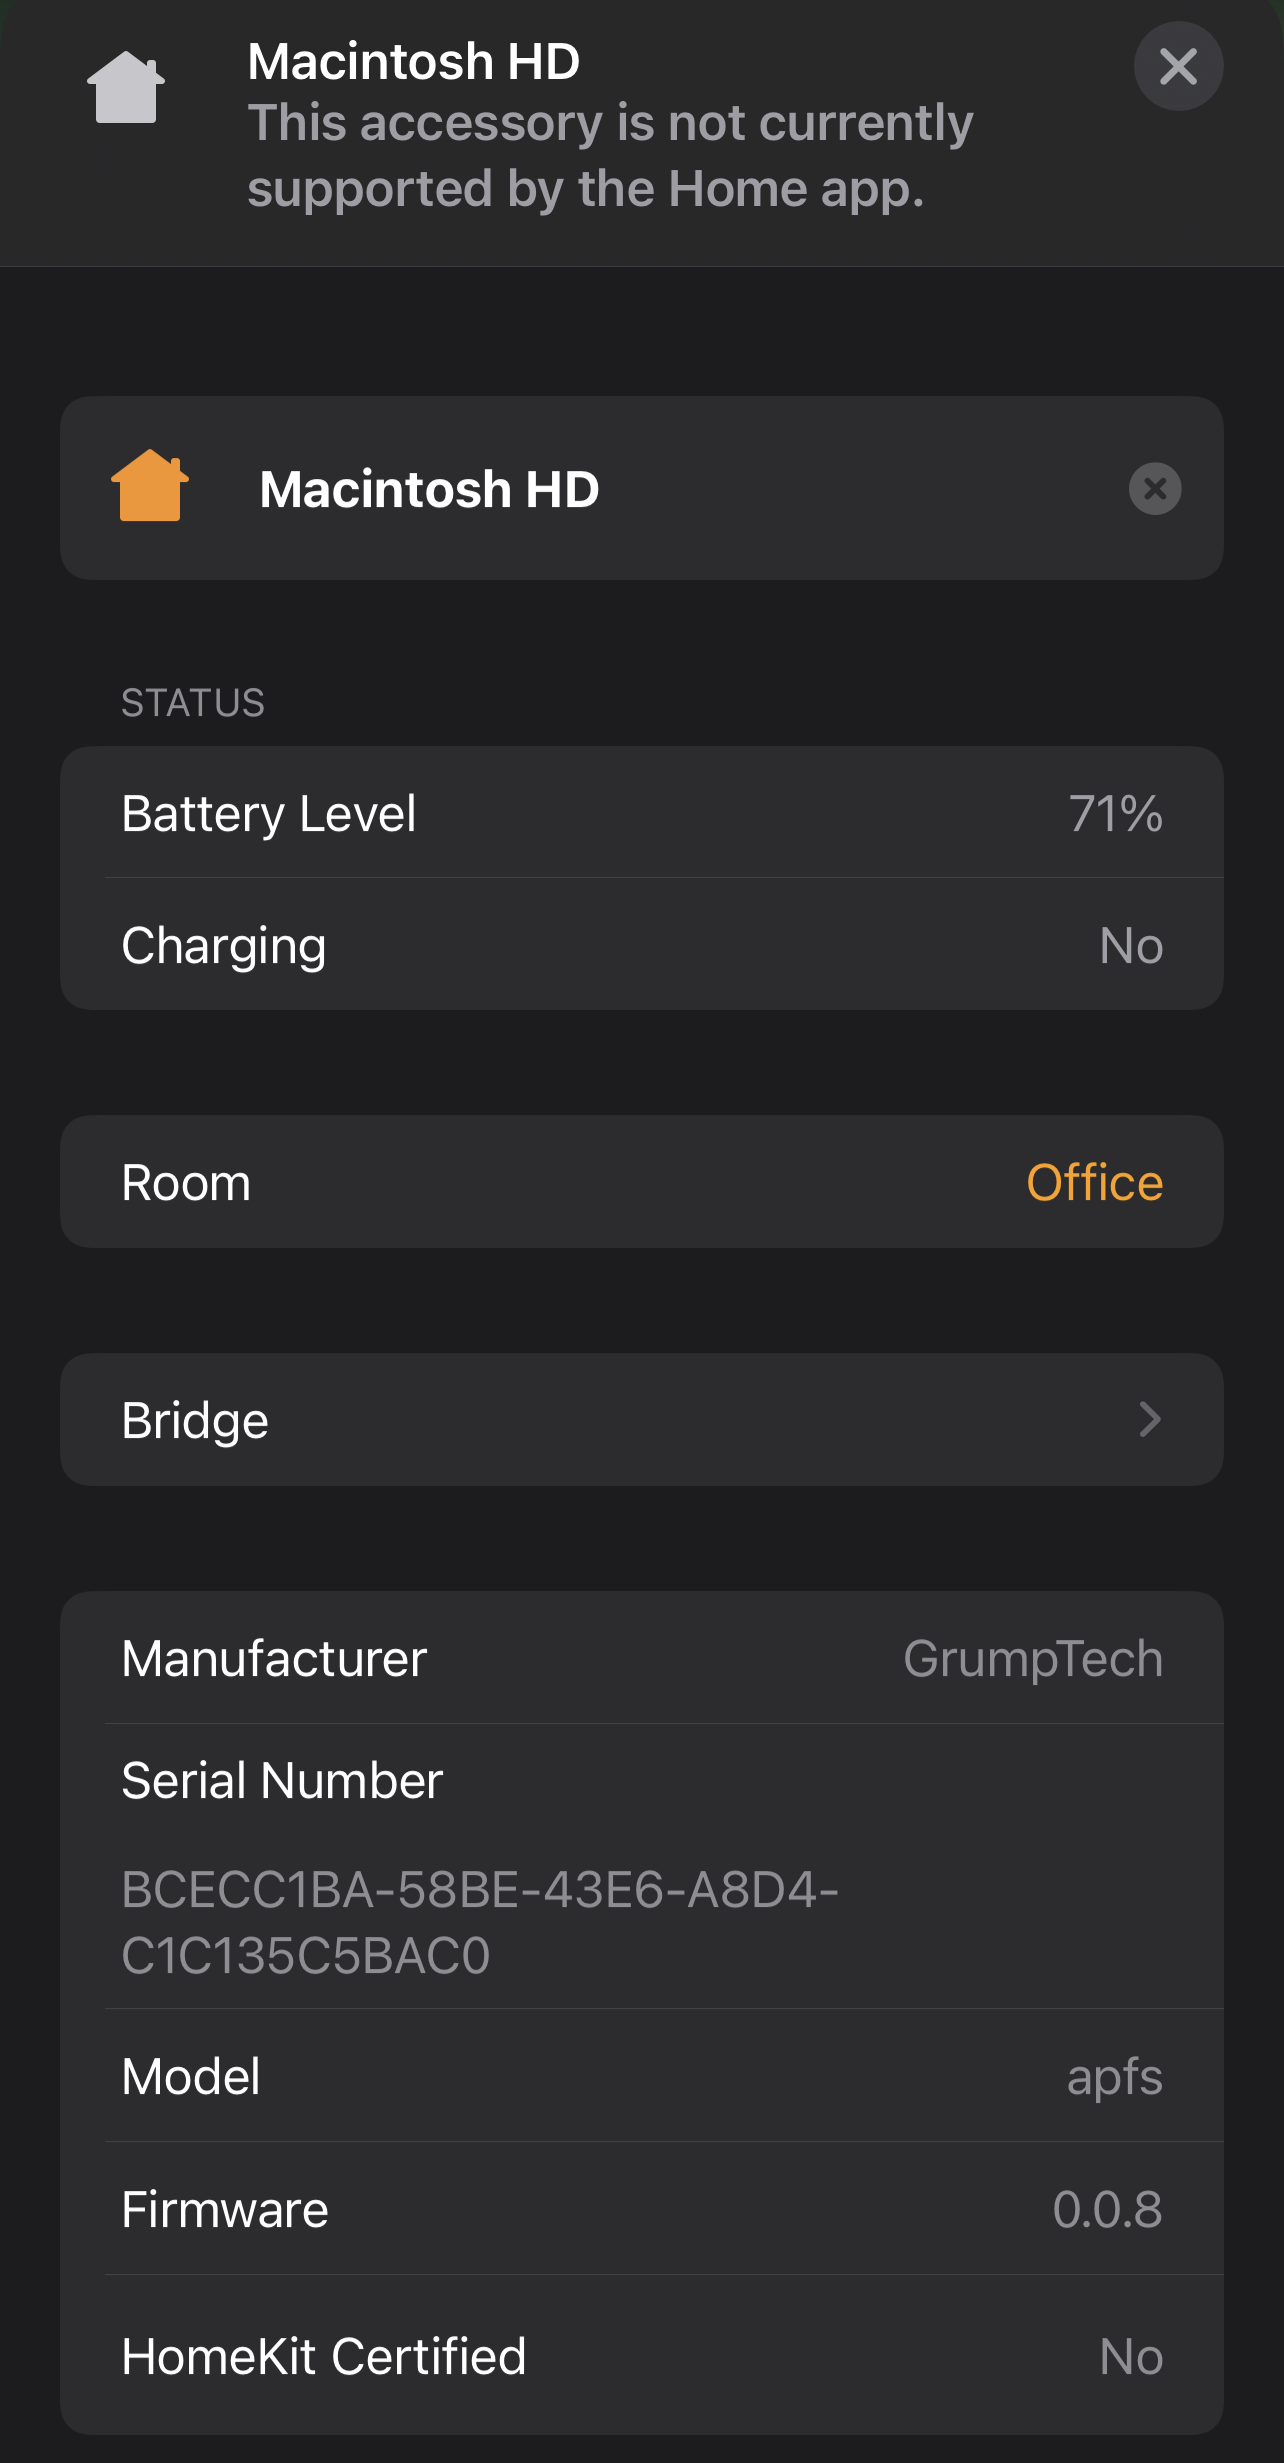 Macintosh HD
This accessory is not currently
supported by the Home app.
Macintosh HD
STATUS
Battery Level 71%
Charging No
Room Office
Bridge
Manufacturer GrumpTech
Serial Number
BCECC1BA-58BE-43E6-A8D4-
C1C135C5BAC0
Model apfs
Firmware 0.0.8
HomeKit Certified No